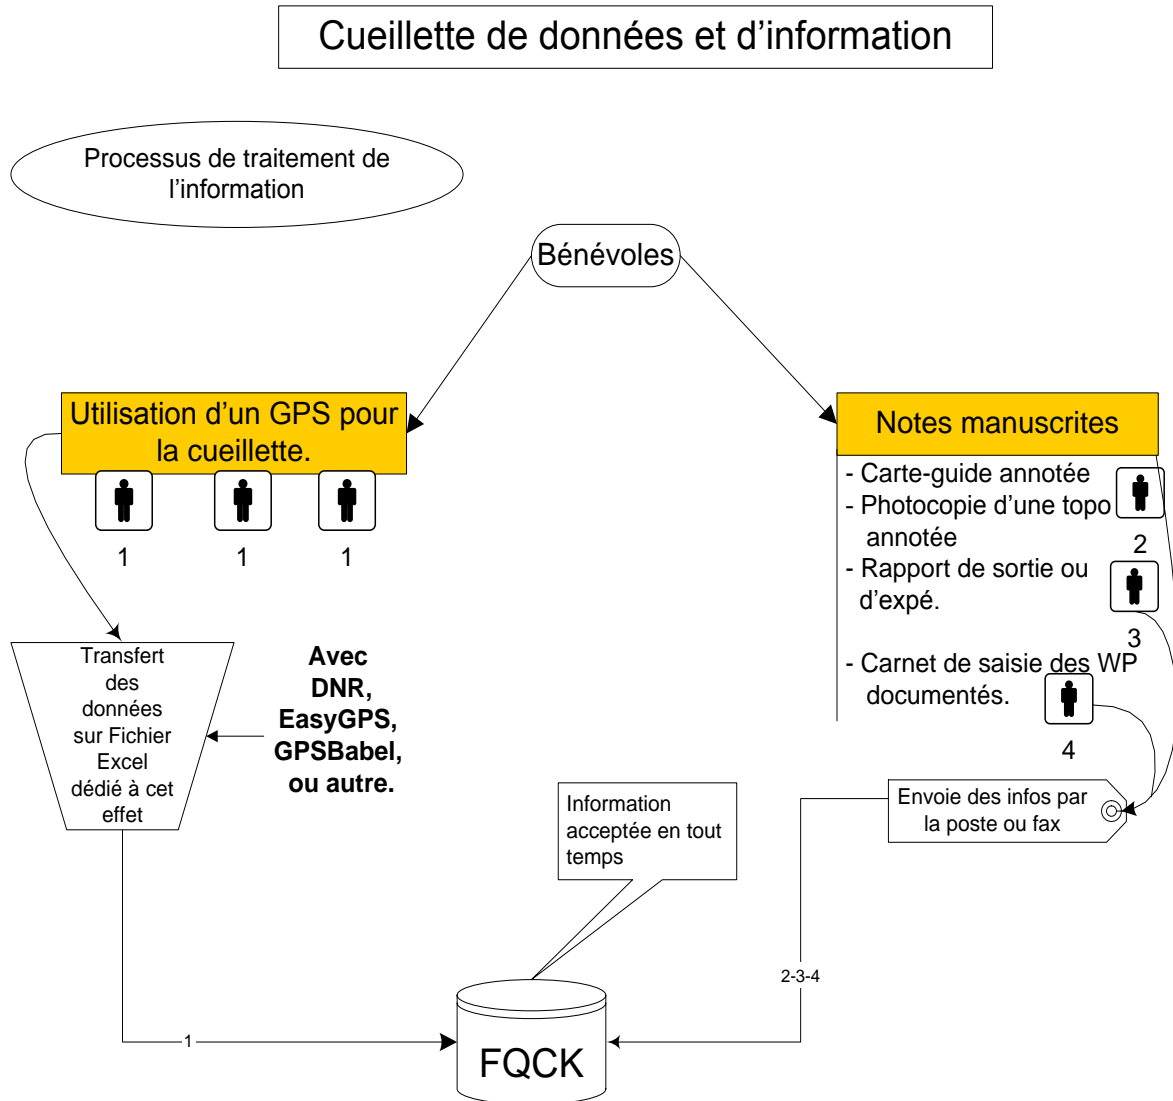 Cueillette de données et d’information
Processus de traitement de
l’information
Bénévoles
Utilisation d’un GPS pour
la cueillette.
1
1
1
Notes manuscrites
- Carte-guide annotée
- Photocopie d’une topo
annotée
2
- Rapport de sortie ou
d’expé.
3
- Carnet de saisie des WP
documentés.
4
Transfert
des
données
sur Fichier
Excel
dédié à cet
effet
Avec
DNR,
EasyGPS,
GPSBabel,
ou autre.
Information
acceptée en tout
temps
Envoie des infos par
la poste ou fax
2-3-4
1
FQCK